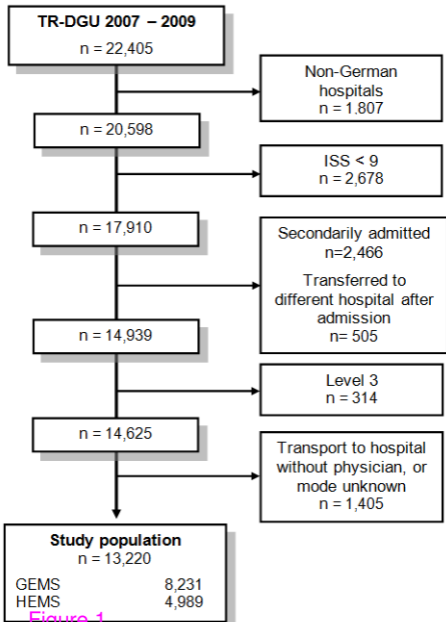 TR-DGU 2007 – 2009
n = 22,405
Non-German
hospitals
n = 1,807
n = 20,598
ISS < 9
n = 2,678
n = 17,910
Secondarily admitted
n=2,466
Transferred to
different hospital after
admission
n= 505
n = 14,939
Level 3
n = 314
n = 14,625
Transport to hospital
without physician, or
mode unknown
n = 1,405
Study population
n = 13,220
GEMS 8,231
HEMS 4,989
Figure 1